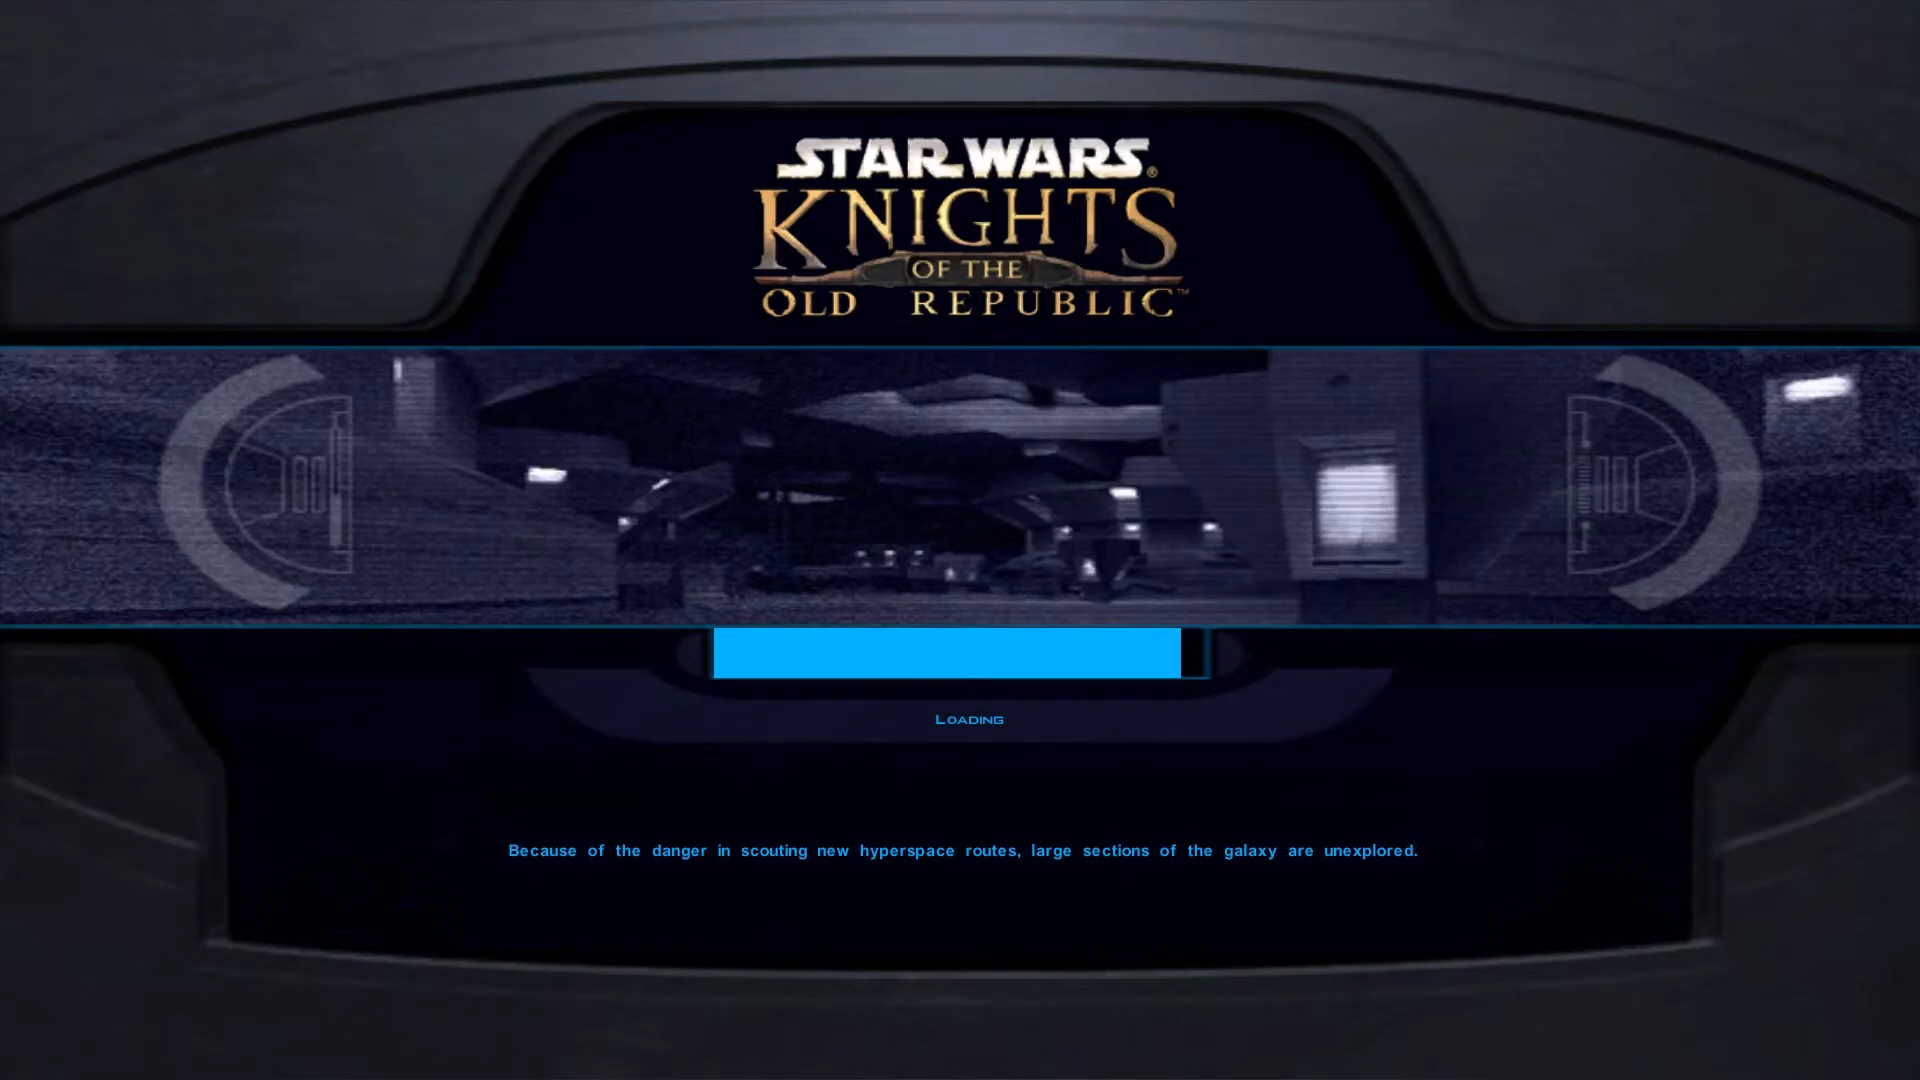 STAR WARS®
KNIGHTS
OF THE
OLD REPUBLIC™
LOADING
Because of the danger in scouting new hyperspace routes, large sections of the galaxy are unexplored.